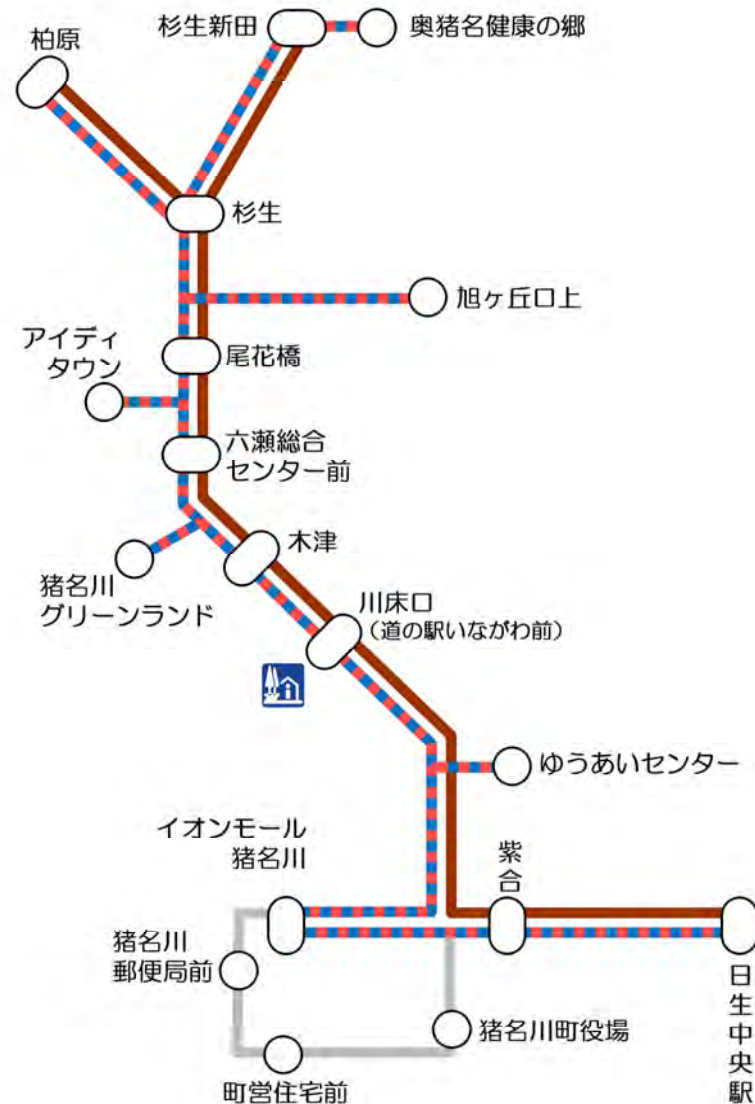 杉生新田
奥猪名健康の郷
柏原
杉生
旭ヶ丘口上
アイディ
タウン
尾花橋
六瀬総合
センター前
木津
猪名川
グリーンランド
川床口
（道の駅いながわ前）
ゆうあいセンター
イオンモール
猪名川
紫合
猪名川
郵便局前
日生中央駅
猪名川町役場
町営住宅前